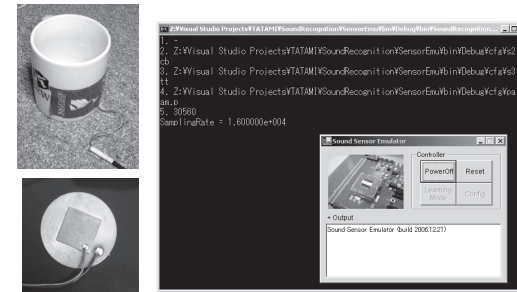 Z:¥Visual Studio Projects¥TATAMI¥SoundRecognition¥SensorEmu¥bin¥Debug¥bin¥SoundRecognition....
1. -
2. Z:¥Visual Studio Projects¥TATAMI¥SoundRecognition¥SensorEmu¥bin¥Debug¥cfg¥s2
cb
3. Z:¥Visual Studio Projects¥TATAMI¥SoundRecognition¥SensorEmu¥bin¥Debug¥cfg¥s3
tt
4. Z:¥Visual Studio Projects¥TATAMI¥SoundRecognition¥SensorEmu¥bin¥Debug¥cfg¥pa
am.p
5. 30560
SamplingRate = 1.600000e+004
Sound Sensor Emulator
Controller
PowerOff
Reset
Learning
Mode
Config.
+ Output
Sound Sensor Emulator (build 2006.12.21)